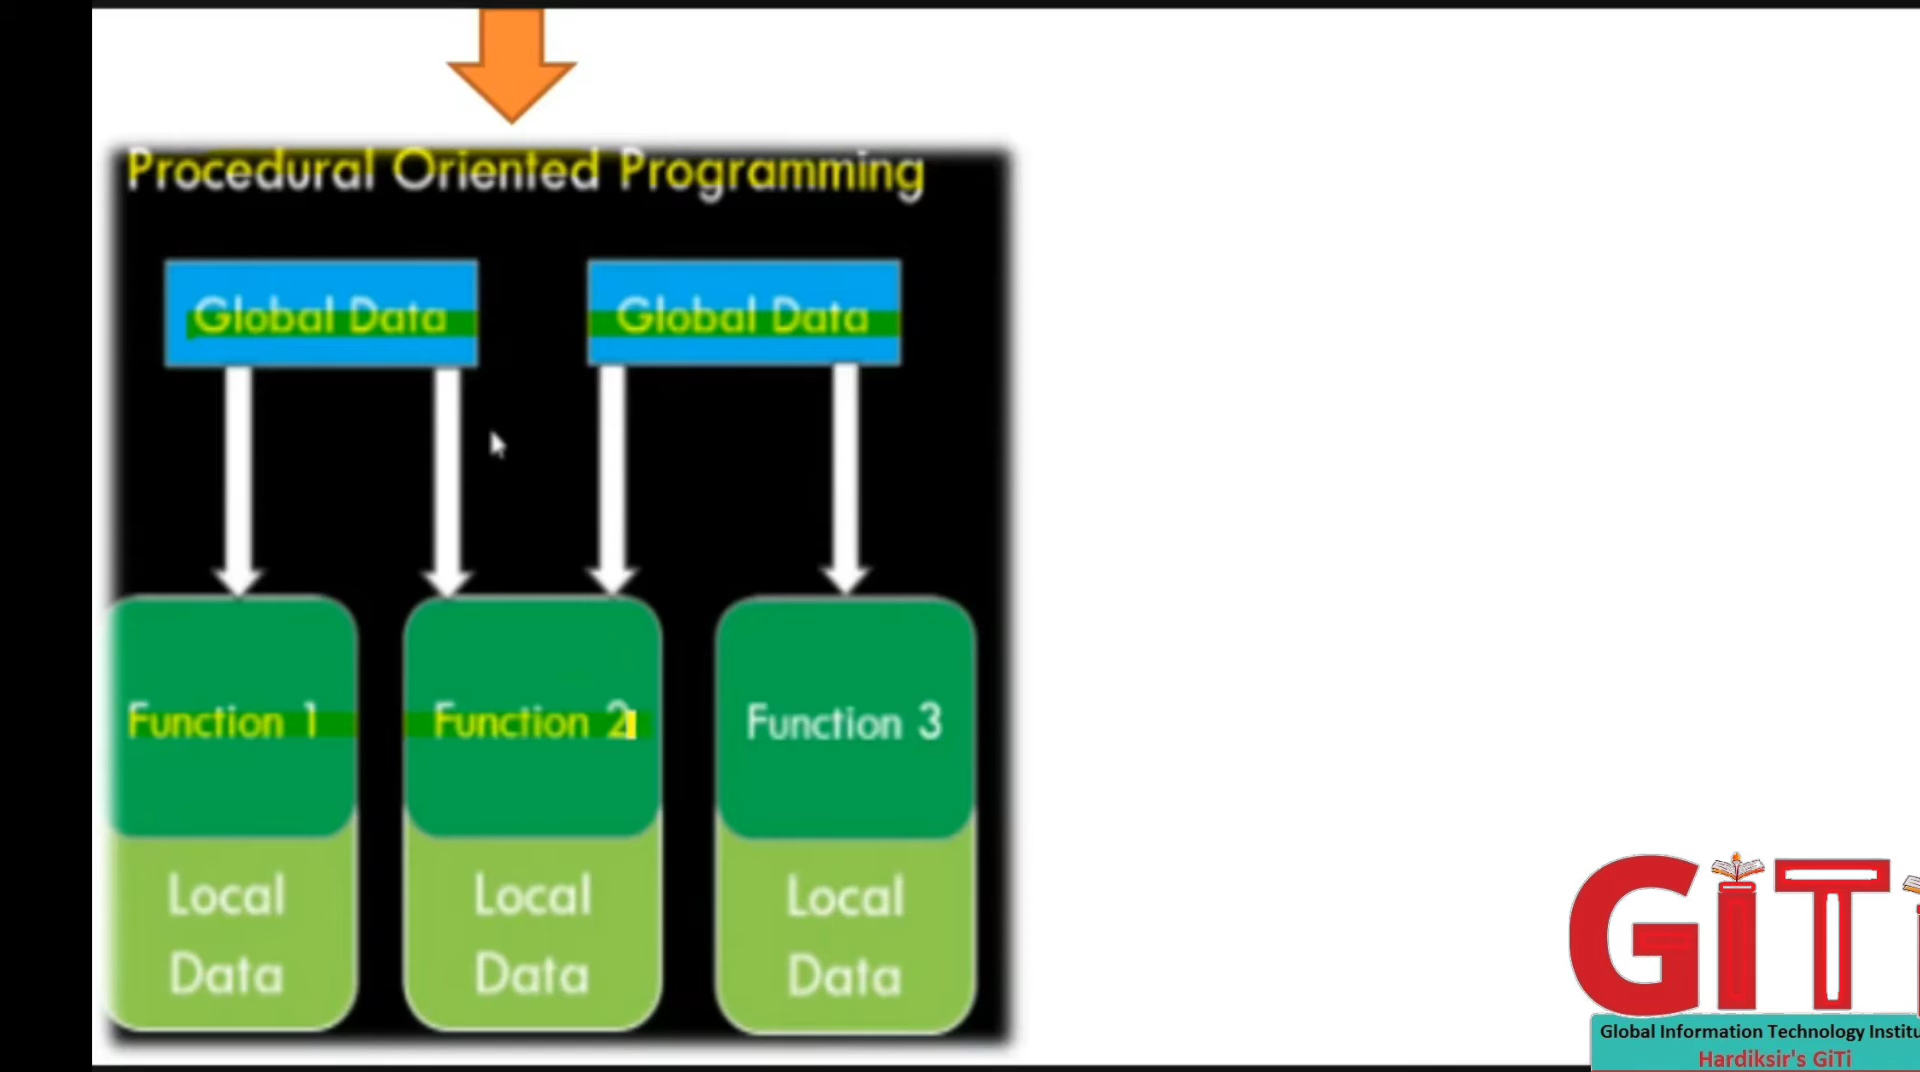 Procedural Oriented Programming
Global Data
Global Data
Function 1
Function 2
Function 3
Local
Data
Local
Data
Local
Data
GiTi
Global Information Technology Institu
Hardiksir's GiTi